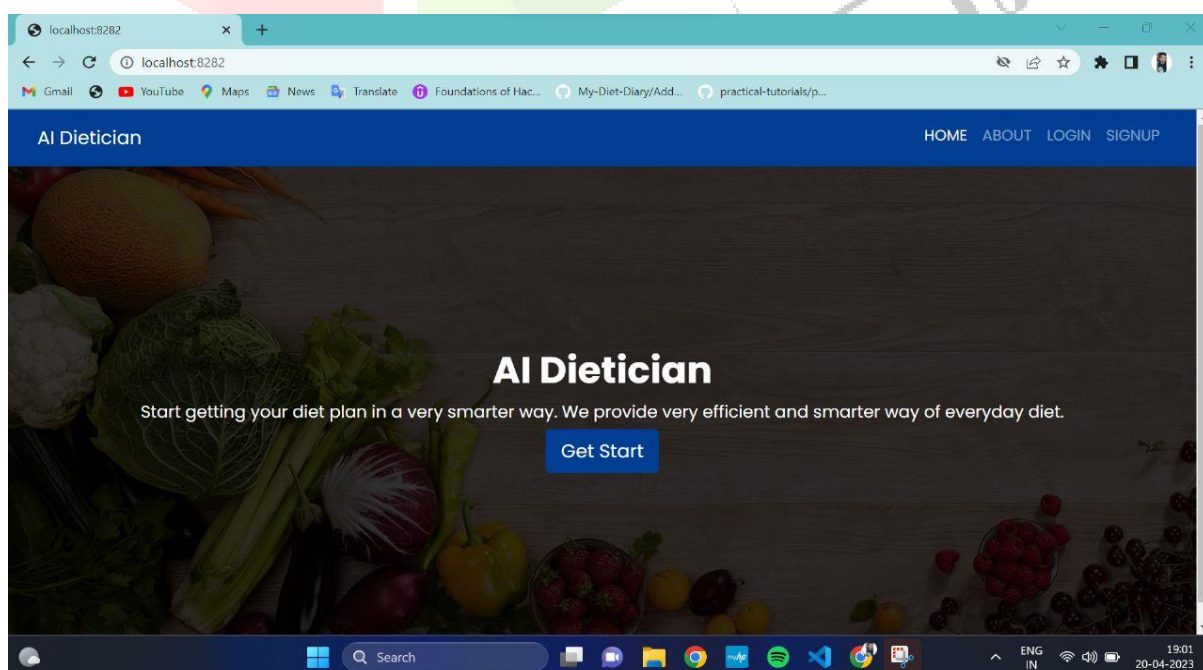 localhost:8282
localhost:8282
Gmail YouTube Maps News Translate Foundations of Hac... My-Diet-Diary/Add... practical-tutorials/p...
AI Dietician HOME ABOUT LOGIN SIGNUP
AI Dietician
Start getting your diet plan in a very smarter way. We provide very efficient and smarter way of everyday diet.
Get Start
Search ENG 19:01
IN 20-04-2023